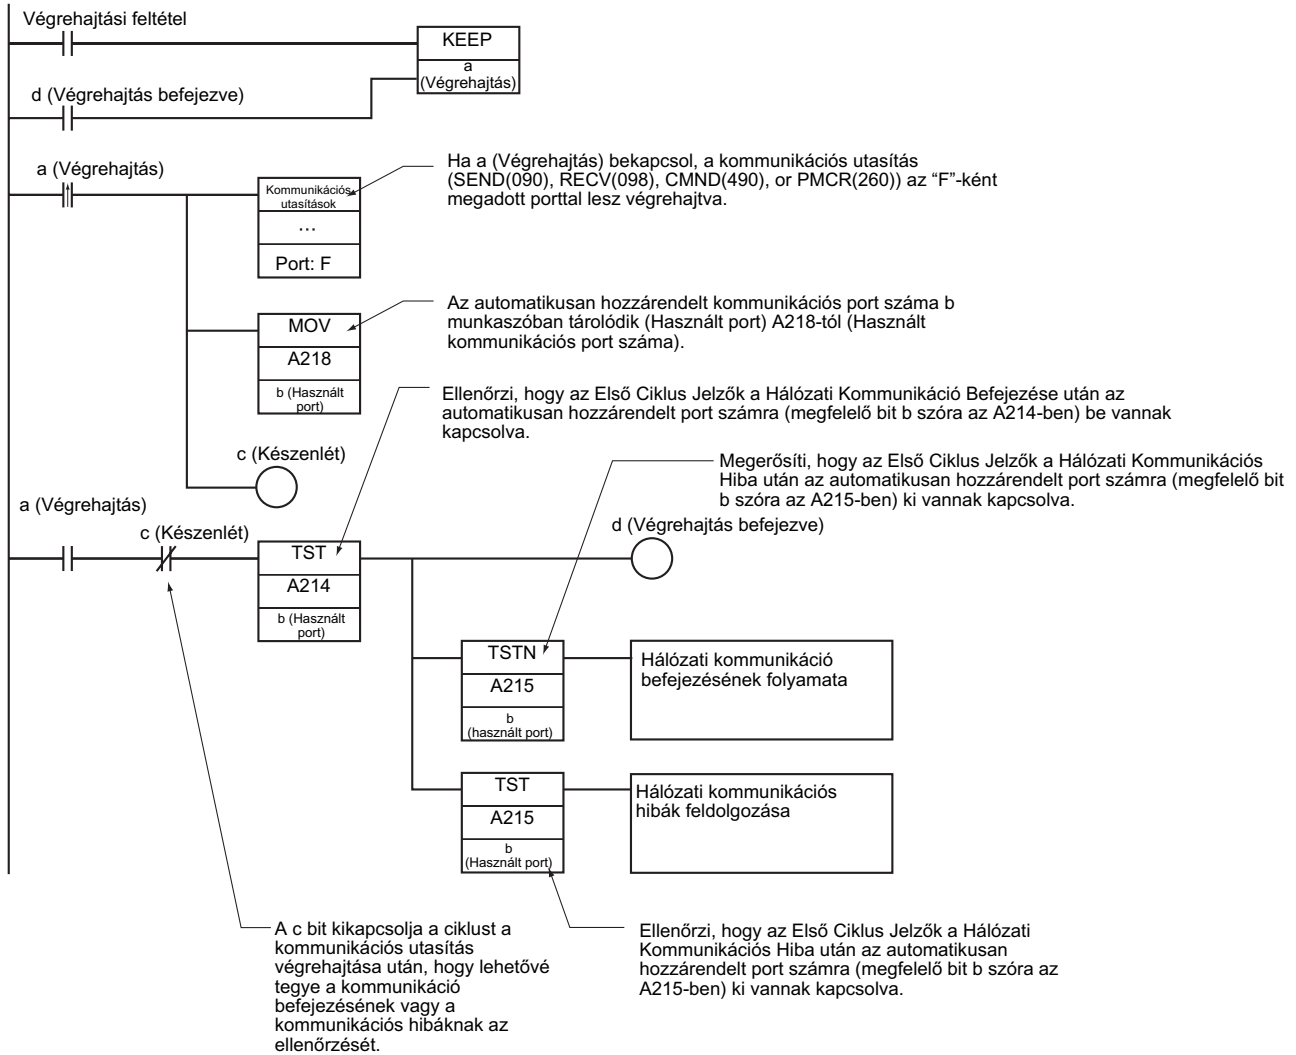 Végrehajtási feltétel
KEEP
a
(Végrehajtás)
d (Végrehajtás befejezve)
a (Végrehajtás)
Kommunikációs
utasítások
...
Port: F
Ha a (Végrehajtás) bekapcsol, a kommunikációs utasítás
(SEND(090), RECV(098), CMND(490), or PMCR(260)) az “F”-ként
megadott porttal lesz végrehajtva.
MOV
A218
b (Használt
port)
Az automatikusan hozzárendelt kommunikációs port száma b
munkaszóban tárolódik (Használt port) A218-tól (Használt
kommunikációs port száma).
Ellenőrzi, hogy az Első Ciklus Jelzők a Hálózati Kommunikáció Befejezése után az
automatikusan hozzárendelt port számra (megfelelő bit b szóra az A214-ben) be vannak
kapcsolva.
c (Készenlét)
Megerősíti, hogy az Első Ciklus Jelzők a Hálózati Kommunikációs
Hiba után az automatikusan hozzárendelt port számra (megfelelő bit
b szóra az A215-ben) ki vannak kapcsolva.
a (Végrehajtás)
c (Készenlét)
d (Végrehajtás befejezve)
TST
A214
b (Használt
port)
TSTN
A215
b
(használt port)
Hálózati kommunikáció
befejezésének folyamata
TST
A215
b
(Használt port)
Hálózati kommunikációs
hibák feldolgozása
A c bit kikapcsolja a ciklust a
kommunikációs utasítás
végrehajtása után, hogy lehetővé
tegye a kommunikáció
befejezésének vagy a
kommunikációs hibáknak az
ellenőrzését.
Ellenőrzi, hogy az Első Ciklus Jelzők a Hálózati
Kommunikációs Hiba után az automatikusan
hozzárendelt port számra (megfelelő bit b szóra az
A215-ben) ki vannak kapcsolva.